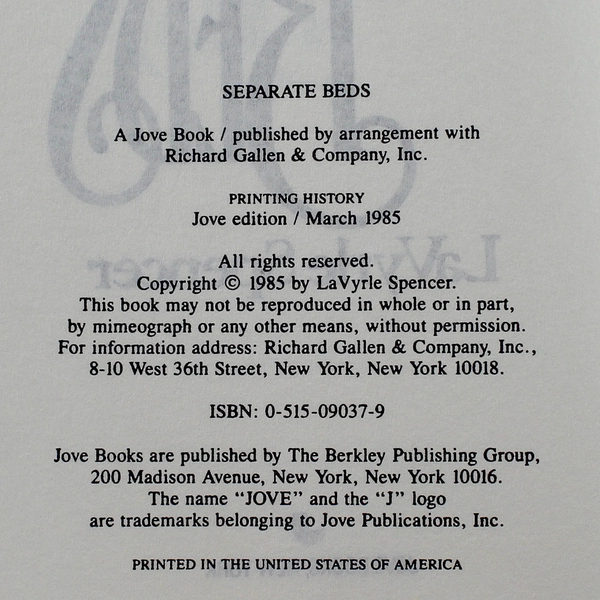 SEPARATE BEDS
A Jove Book / published by arrangement with
Richard Gallen & Company, Inc.
PRINTING HISTORY
Jove edition / March 1985
All rights reserved.
Copyright © 1985 by LaVyrle Spencer.
This book may not be reproduced in whole or in part,
by mimeograph or any other means, without permission.
For information address: Richard Gallen & Company, Inc.,
8-10 West 36th Street, New York, New York 10018.
ISBN: 0-515-09037-9
Jove Books are published by The Berkley Publishing Group,
200 Madison Avenue, New York, New York 10016.
The name “JOVE” and the “J” logo
are trademarks belonging to Jove Publications, Inc.
PRINTED IN THE UNITED STATES OF AMERICA